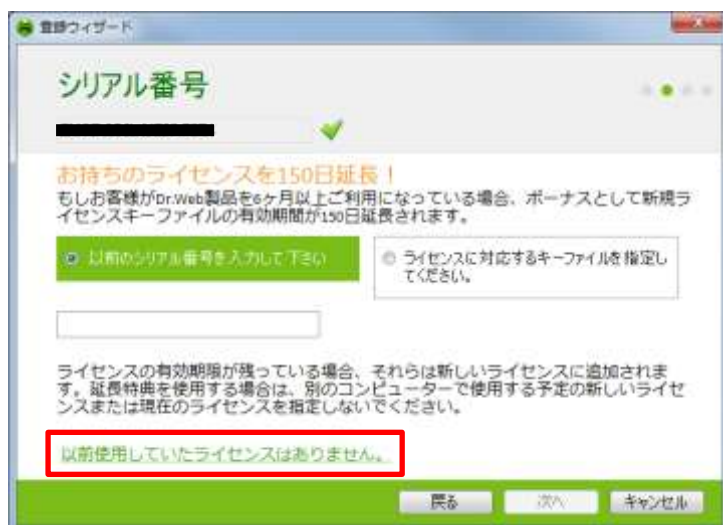 登録ウィザード
シリアル番号
お持ちのライセンスを150日延長！
もしお客様がDr.Web製品を6ヶ月以上ご利用になっている場合、ボーナスとして新規ラ
イセンスキーファイルの有効期間が150日延長されます。
以前のシリアル番号を入力して下さい
ライセンスに対応するキーファイルを指定し
てください。
ライセンスの有効期限が残っている場合、それらは新しいライセンスに追加されま
す。延長特典を使用する場合は、別のコンピューターで使用する予定の新しいライセ
ンスまたは現在のライセンスを指定しないでください。
以前使用していたライセンスはありません。
戻る
次へ
キャンセル